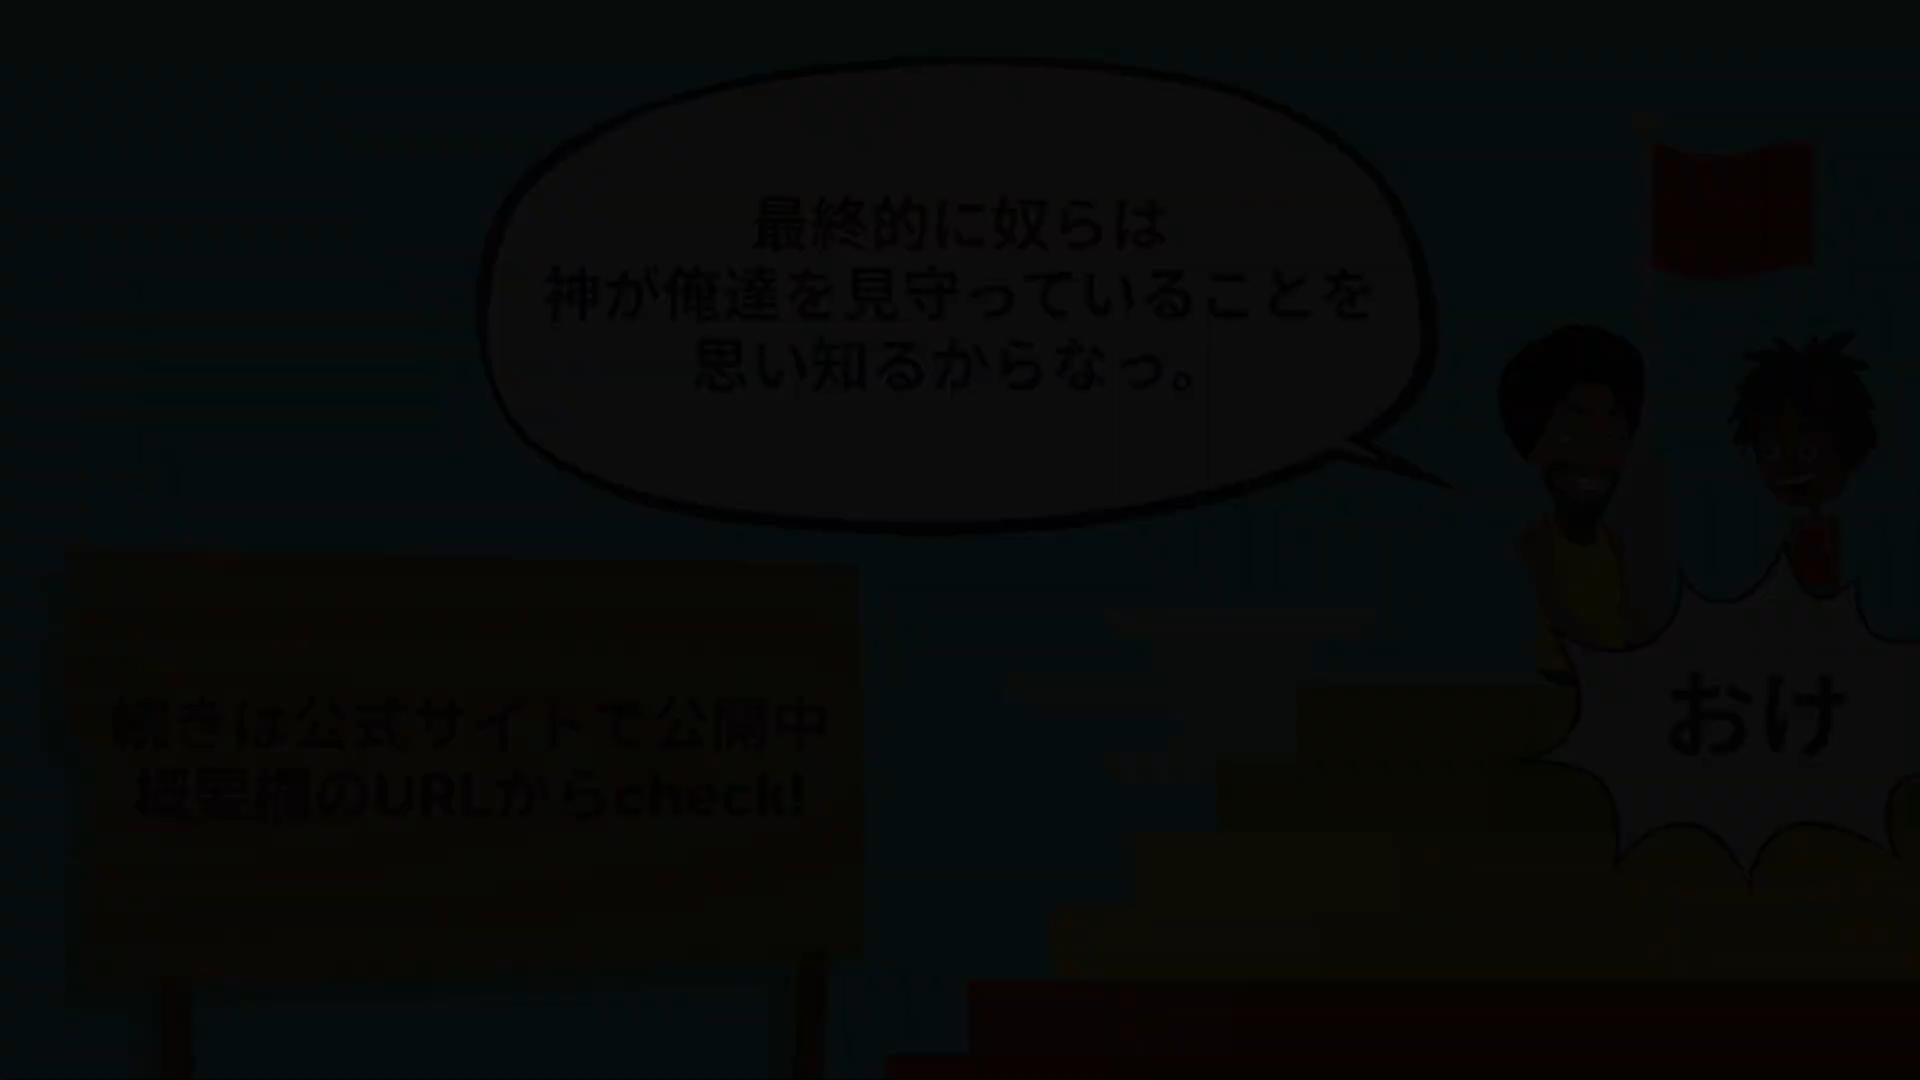 最終的に奴らは
神が俺達を見守っていることを
思い知るからなっ。
おけ
続きは公式サイトで公開中
概要欄のURLからcheck!